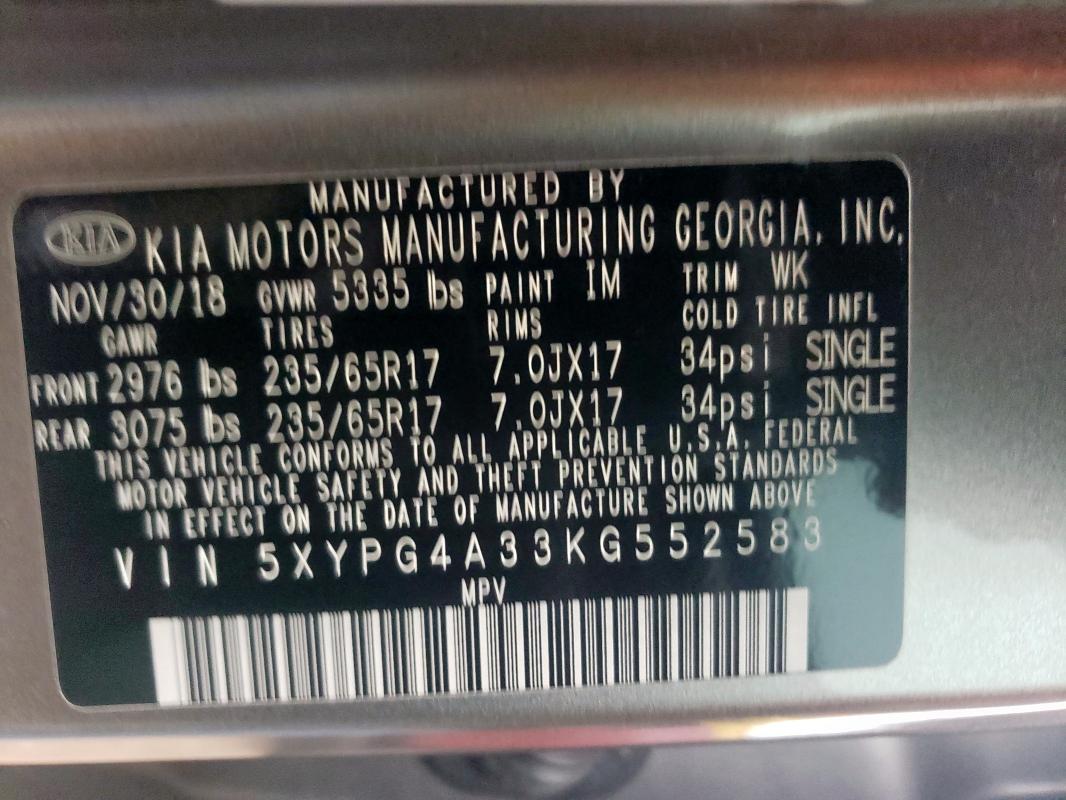 MANUFACTURED BY
KIA KIA MOTORS MANUFACTURING GEORGIA, INC.
NOV/30/18 GVWR 5335 lbs PAINT IM TRIM WK
GAWR TIRES RIMS COLD TIRE INFL
FRONT 2976 lbs 235/65R17 7.0JX17 34psi SINGLE
REAR 3075 lbs 235/65R17 7.0JX17 34psi SINGLE
THIS VEHICLE CONFORMS TO ALL APPLICABLE U.S.A. FEDERAL
MOTOR VEHICLE SAFETY AND THEFT PREVENTION STANDARDS
IN EFFECT ON THE DATE OF MANUFACTURE SHOWN ABOVE
VIN 5XYPG4A33KG552583
MPV